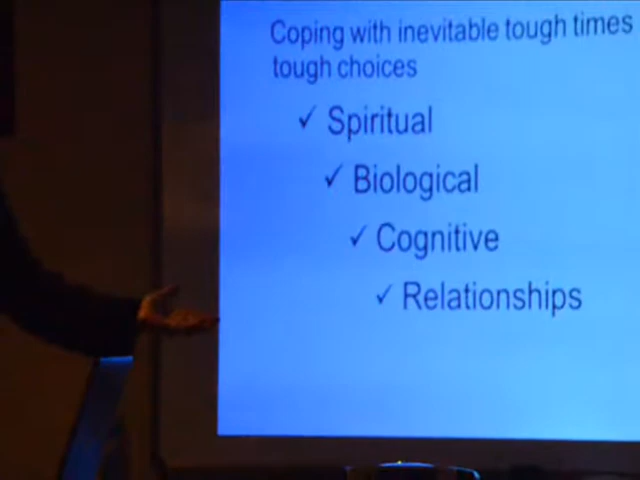 Coping with inevitable tough times
tough choices
✓ Spiritual
✓ Biological
✓ Cognitive
✓ Relationships